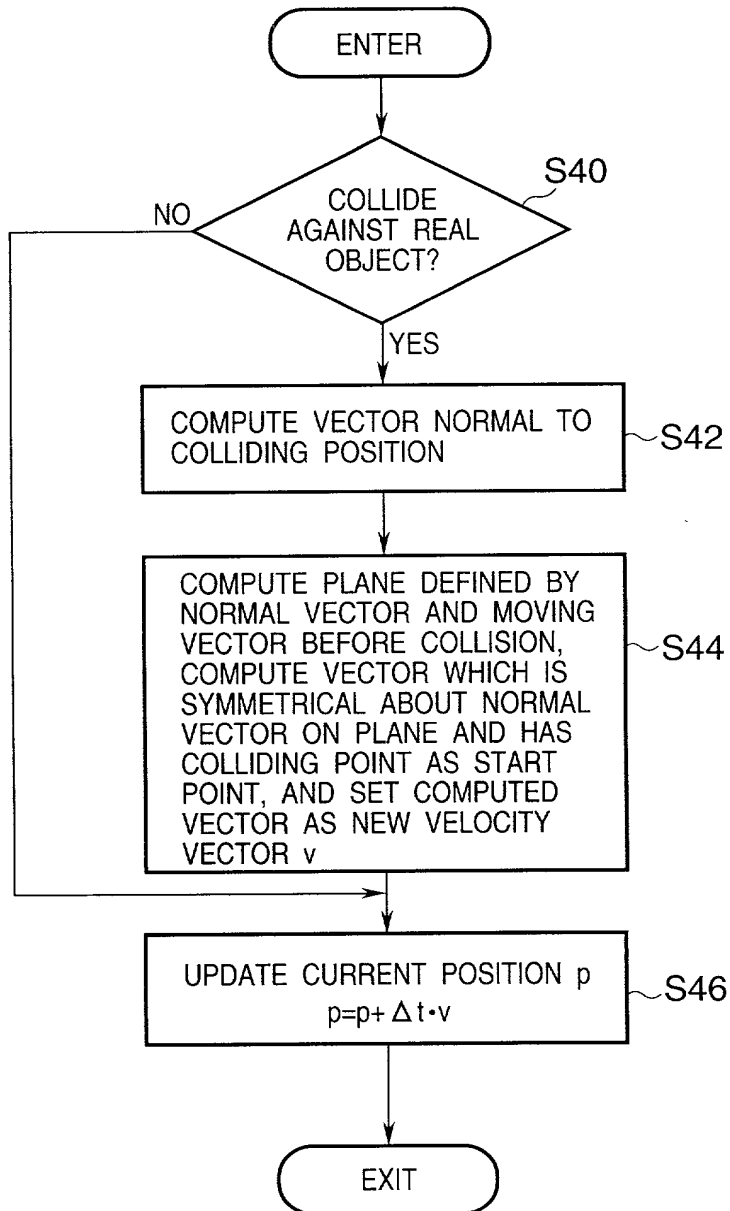 ENTER
S40
COLLIDE
AGAINST REAL
OBJECT?
NO
YES
COMPUTE VECTOR NORMAL TO
COLLIDING POSITION
S42
COMPUTE PLANE DEFINED BY
NORMAL VECTOR AND MOVING
VECTOR BEFORE COLLISION,
COMPUTE VECTOR WHICH IS
SYMMETRICAL ABOUT NORMAL
VECTOR ON PLANE AND HAS
COLLIDING POINT AS START
POINT, AND SET COMPUTED
VECTOR AS NEW VELOCITY
VECTOR v
S44
UPDATE CURRENT POSITION p
p=p+Δt·v
S46
EXIT